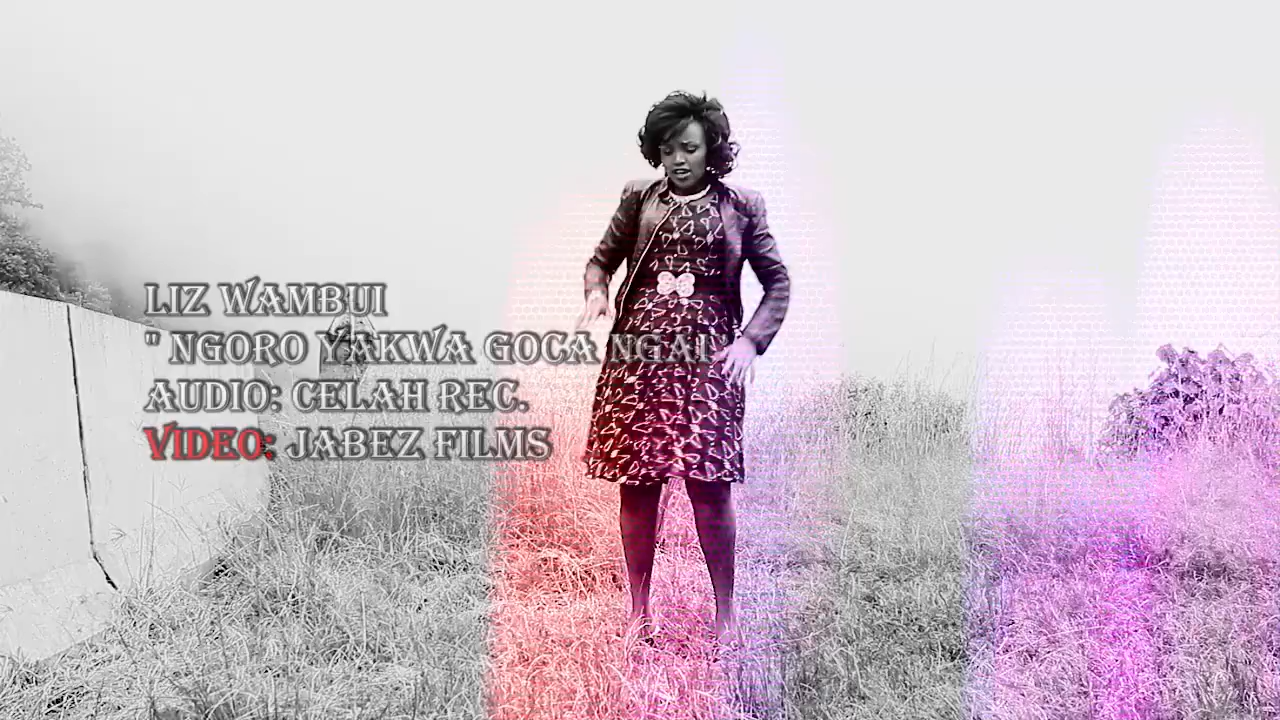 LIZ WAMBUI
" NGORO YAKWA GOCA NGAI"
AUDIO: CELAH REC.
VIDEO: JABEZ FILMS